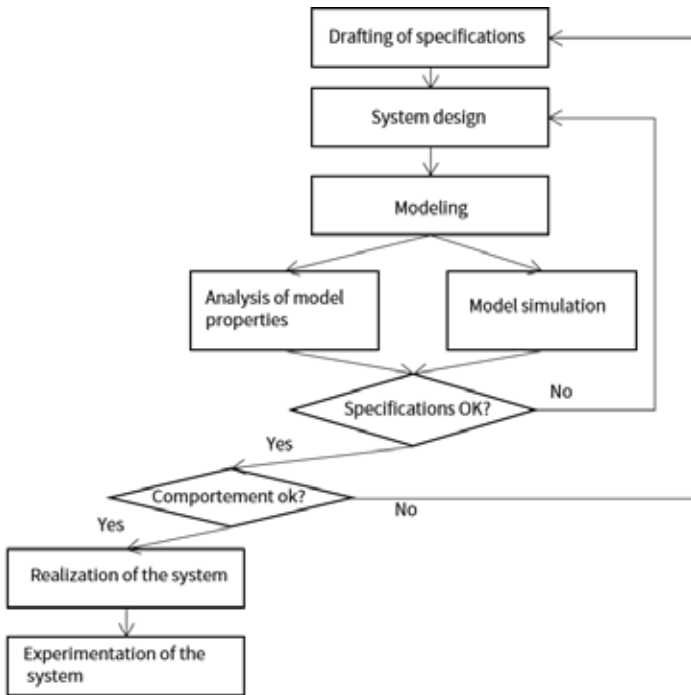 Drafting of specifications
System design
Modeling
Analysis of model
properties
Model simulation
Specifications OK?
No
Yes
Comportement ok?
No
Yes
Realization of the system
Experimentation of the
system